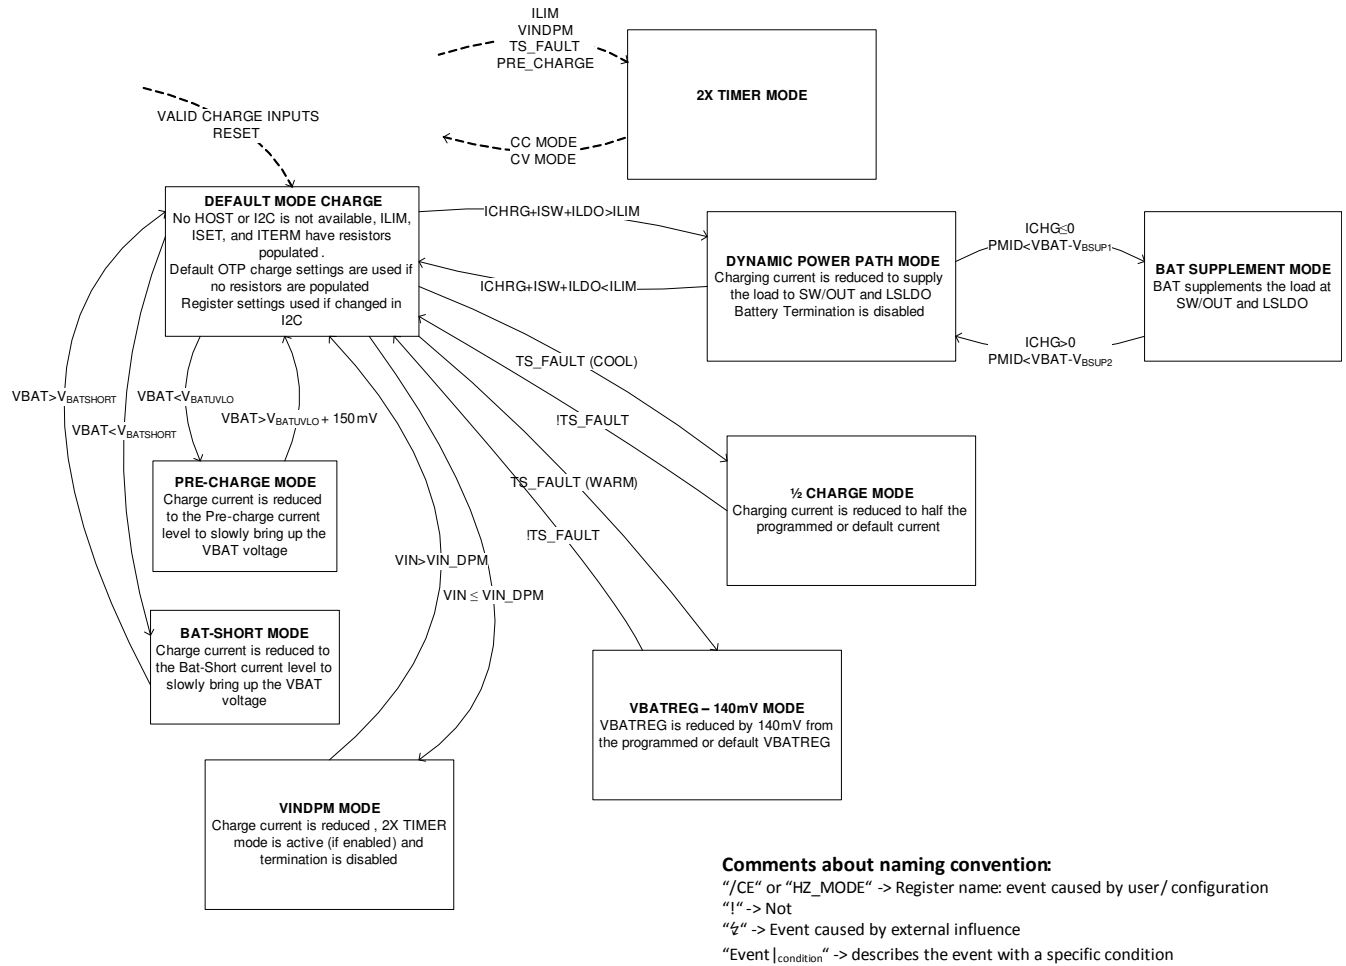 ILIM
VINDPM
TS_FAULT
PRE_CHARGE
2X TIMER MODE
VALID CHARGE INPUTS
RESET
CC MODE
CV MODE
DEFAULT MODE CHARGE
No HOST or I2C is not available, ILIM,
ISET, and ITERM have resistors
populated .
Default OTP charge settings are used if
no resistors are populated
Register settings used if changed in
I2C
ICHRG+ISW+ILDO>ILIM
ICHRG+ISW+ILDO<ILIM
DYNAMIC POWER PATH MODE
Charging current is reduced to supply
the load to SW/OUT and LSLDO
Battery Termination is disabled
ICHG≤0
PMID<VBAT-VBSUP1
ICHG>0
PMID<VBAT-VBSUP2
BAT SUPPLEMENT MODE
BAT supplements the load at
SW/OUT and LSLDO
TS_FAULT (COOL)
!TS_FAULT
VBAT>VBATSHORT
VBAT<VBATSHORT
VBAT<VBATUVLO
VBAT>VBATUVLO + 150mV
PRE-CHARGE MODE
Charge current is reduced
to the Pre-charge current
level to slowly bring up the
VBAT voltage
½ CHARGE MODE
Charging current is reduced to half the
programmed or default current
TS_FAULT (WARM)
!TS_FAULT
VIN>VIN_DPM
VIN ≤ VIN_DPM
BAT-SHORT MODE
Charge current is reduced to
the Bat-Short current level to
slowly bring up the VBAT
voltage
VBATREG – 140mV MODE
VBATREG is reduced by 140mV from
the programmed or default VBATREG
VINDPM MODE
Charge current is reduced , 2X TIMER
mode is active (if enabled) and
termination is disabled
Comments about naming convention:
“/CE“ or “HZ_MODE“ -> Register name: event caused by user/ configuration
“!“ -> Not
“↯“ -> Event caused by external influence
“Event|condition“ -> describes the event with a specific condition